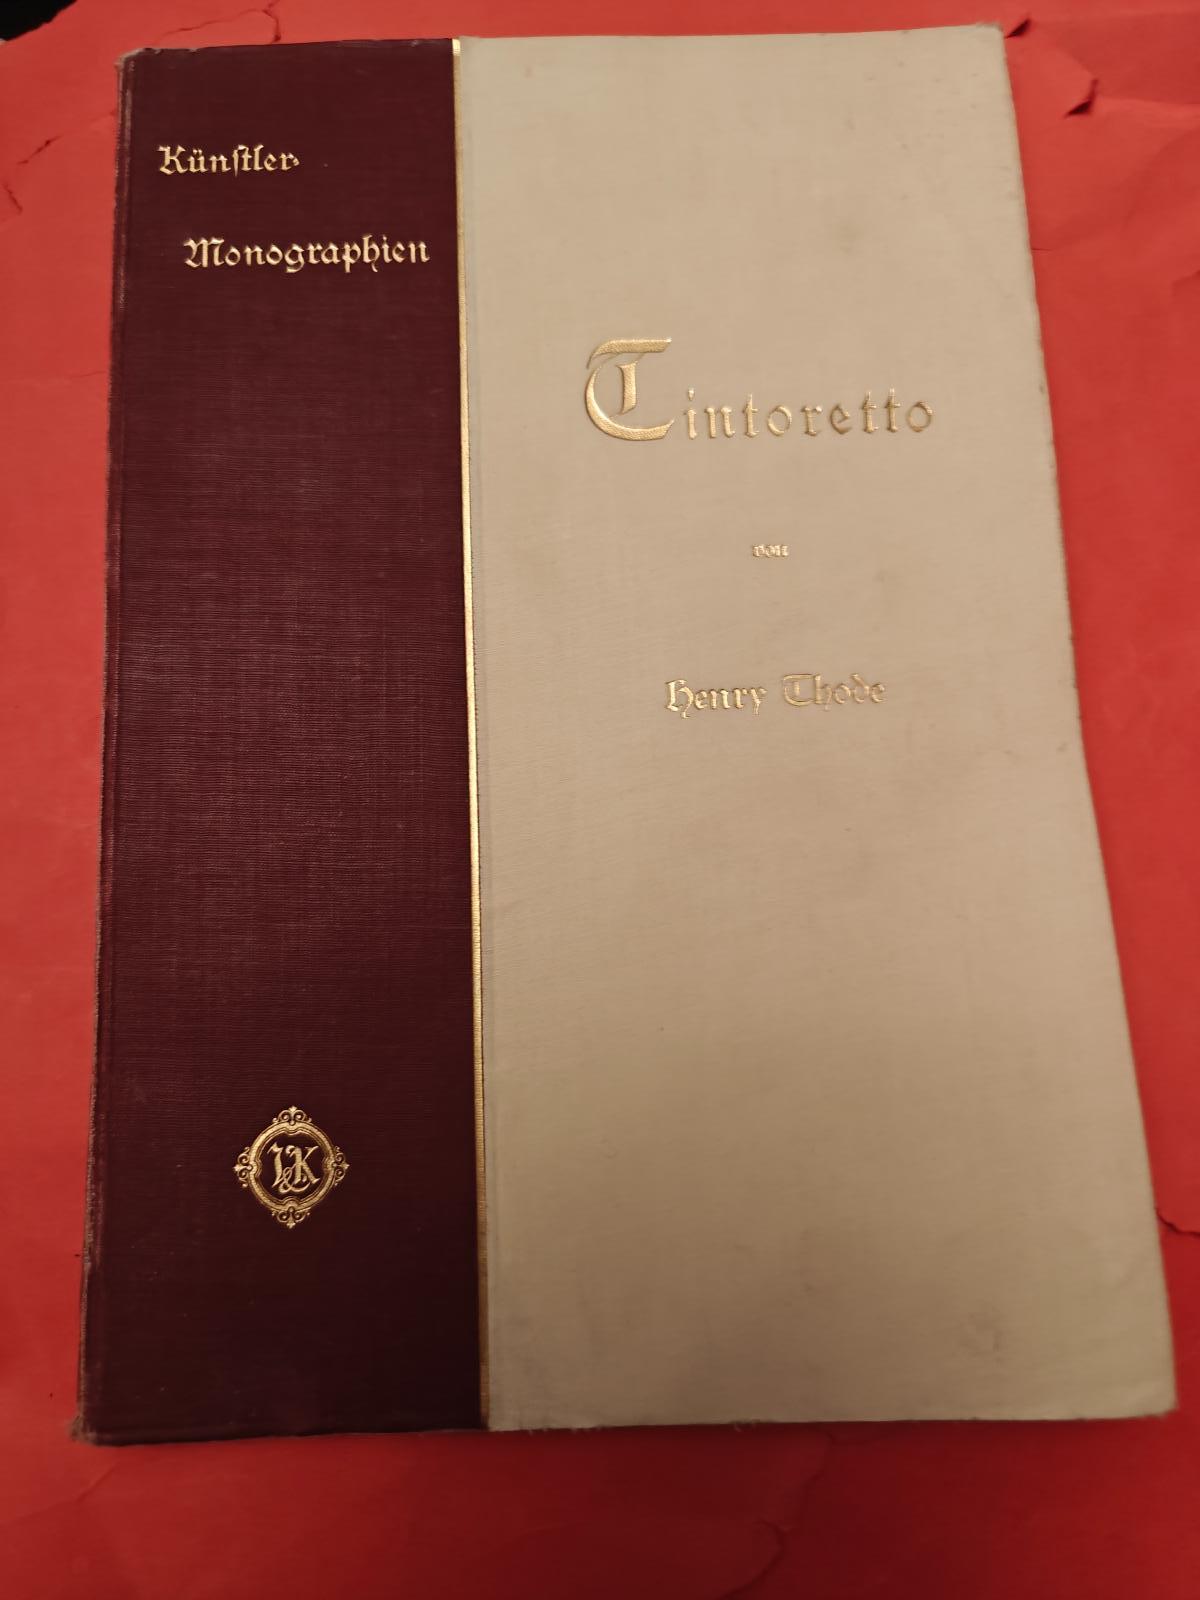 Künſtler-
Monographien
Tintoretto
von
Henry Thode
V&K